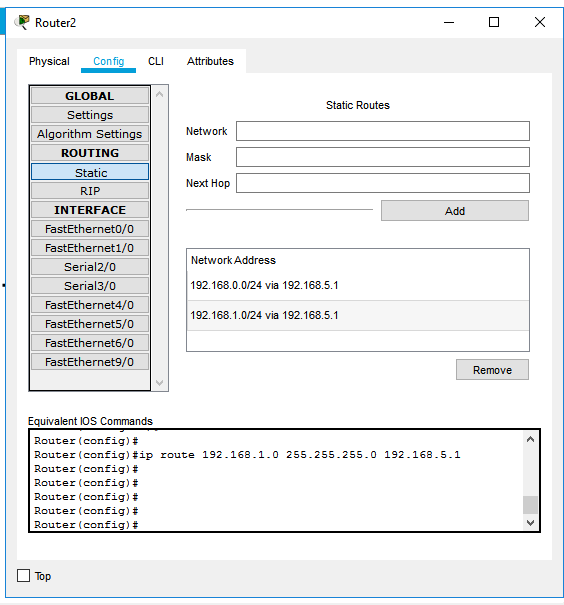 Router2
Physical Config CLI Attributes
GLOBAL
Settings
Algorithm Settings
ROUTING
Static
RIP
INTERFACE
FastEthernet0/0
FastEthernet1/0
Serial2/0
Serial3/0
FastEthernet4/0
FastEthernet5/0
FastEthernet6/0
FastEthernet9/0
Static Routes
Network
Mask
Next Hop
Add
Network Address
192.168.0.0/24 via 192.168.5.1
192.168.1.0/24 via 192.168.5.1
Remove
Equivalent IOS Commands
Router(config)#
Router(config)#ip route 192.168.1.0 255.255.255.0 192.168.5.1
Router(config)#
Router(config)#
Router(config)#
Router(config)#
Router(config)#
Top